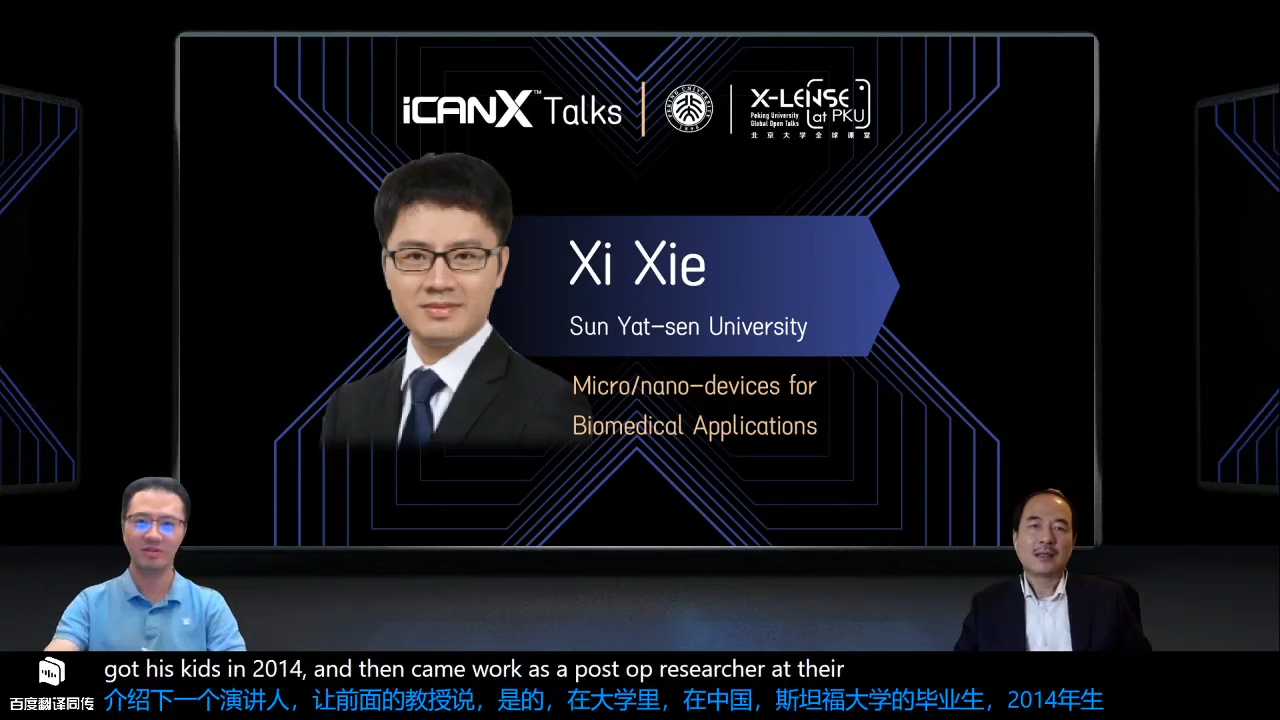 iCANX™ Talks
PEKING UNIVERSITY
1898
X-LENSE
at PKU
Peking University
Global Open Talks
北京大学全球课堂
Xi Xie
Sun Yat-sen University
Micro/nano-devices for
Biomedical Applications
got his kids in 2014, and then came work as a post op researcher at their
百度翻译同传
介绍下一个演讲人，让前面的教授说，是的，在大学里，在中国，斯坦福大学的毕业生，2014年生